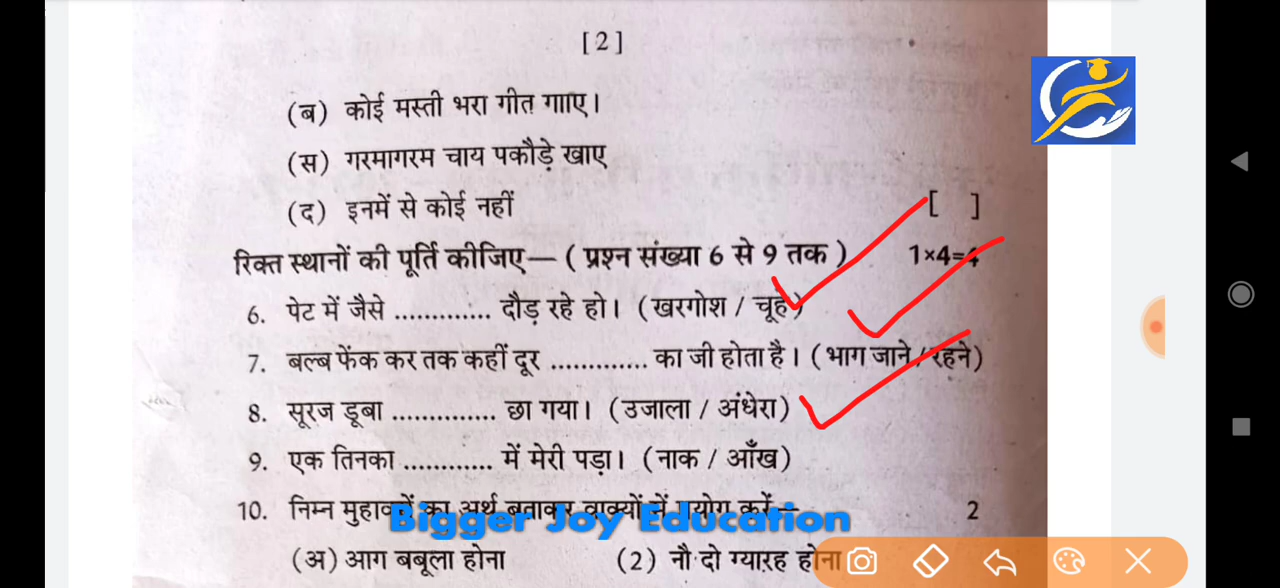 [2]
(ब) कोई मस्ती भरा गीत गााए।
(स) गरमागरम चाय पकौड़े खाए
(द) इनमें से कोई नहीं [ ]
रिक्त स्थानों की पूर्ति कीजिए— ( प्रश्न संख्या 6 से 9 तक ) 1×4=4
6. पेट में जैसे ............. दौड़ रहे हो। (खरगोश / चूहे)
7. बल्ब फेंक कर तक कहीं दूर ............. का जी होता है। ( भाग जाने / रहने)
8. सूरज डूबा .............. छा गया। (उजाला / अंधेरा)
9. एक तिनका ............ में मेरी पड़ा। (नाक / आँख)
10. निम्न मुहावरों का अर्थ बताकर वाक्यों में प्रयोग करें— 2
Bigger Joy Education
(अ) आग बबूला होना (2) नौ दो ग्यारह होना